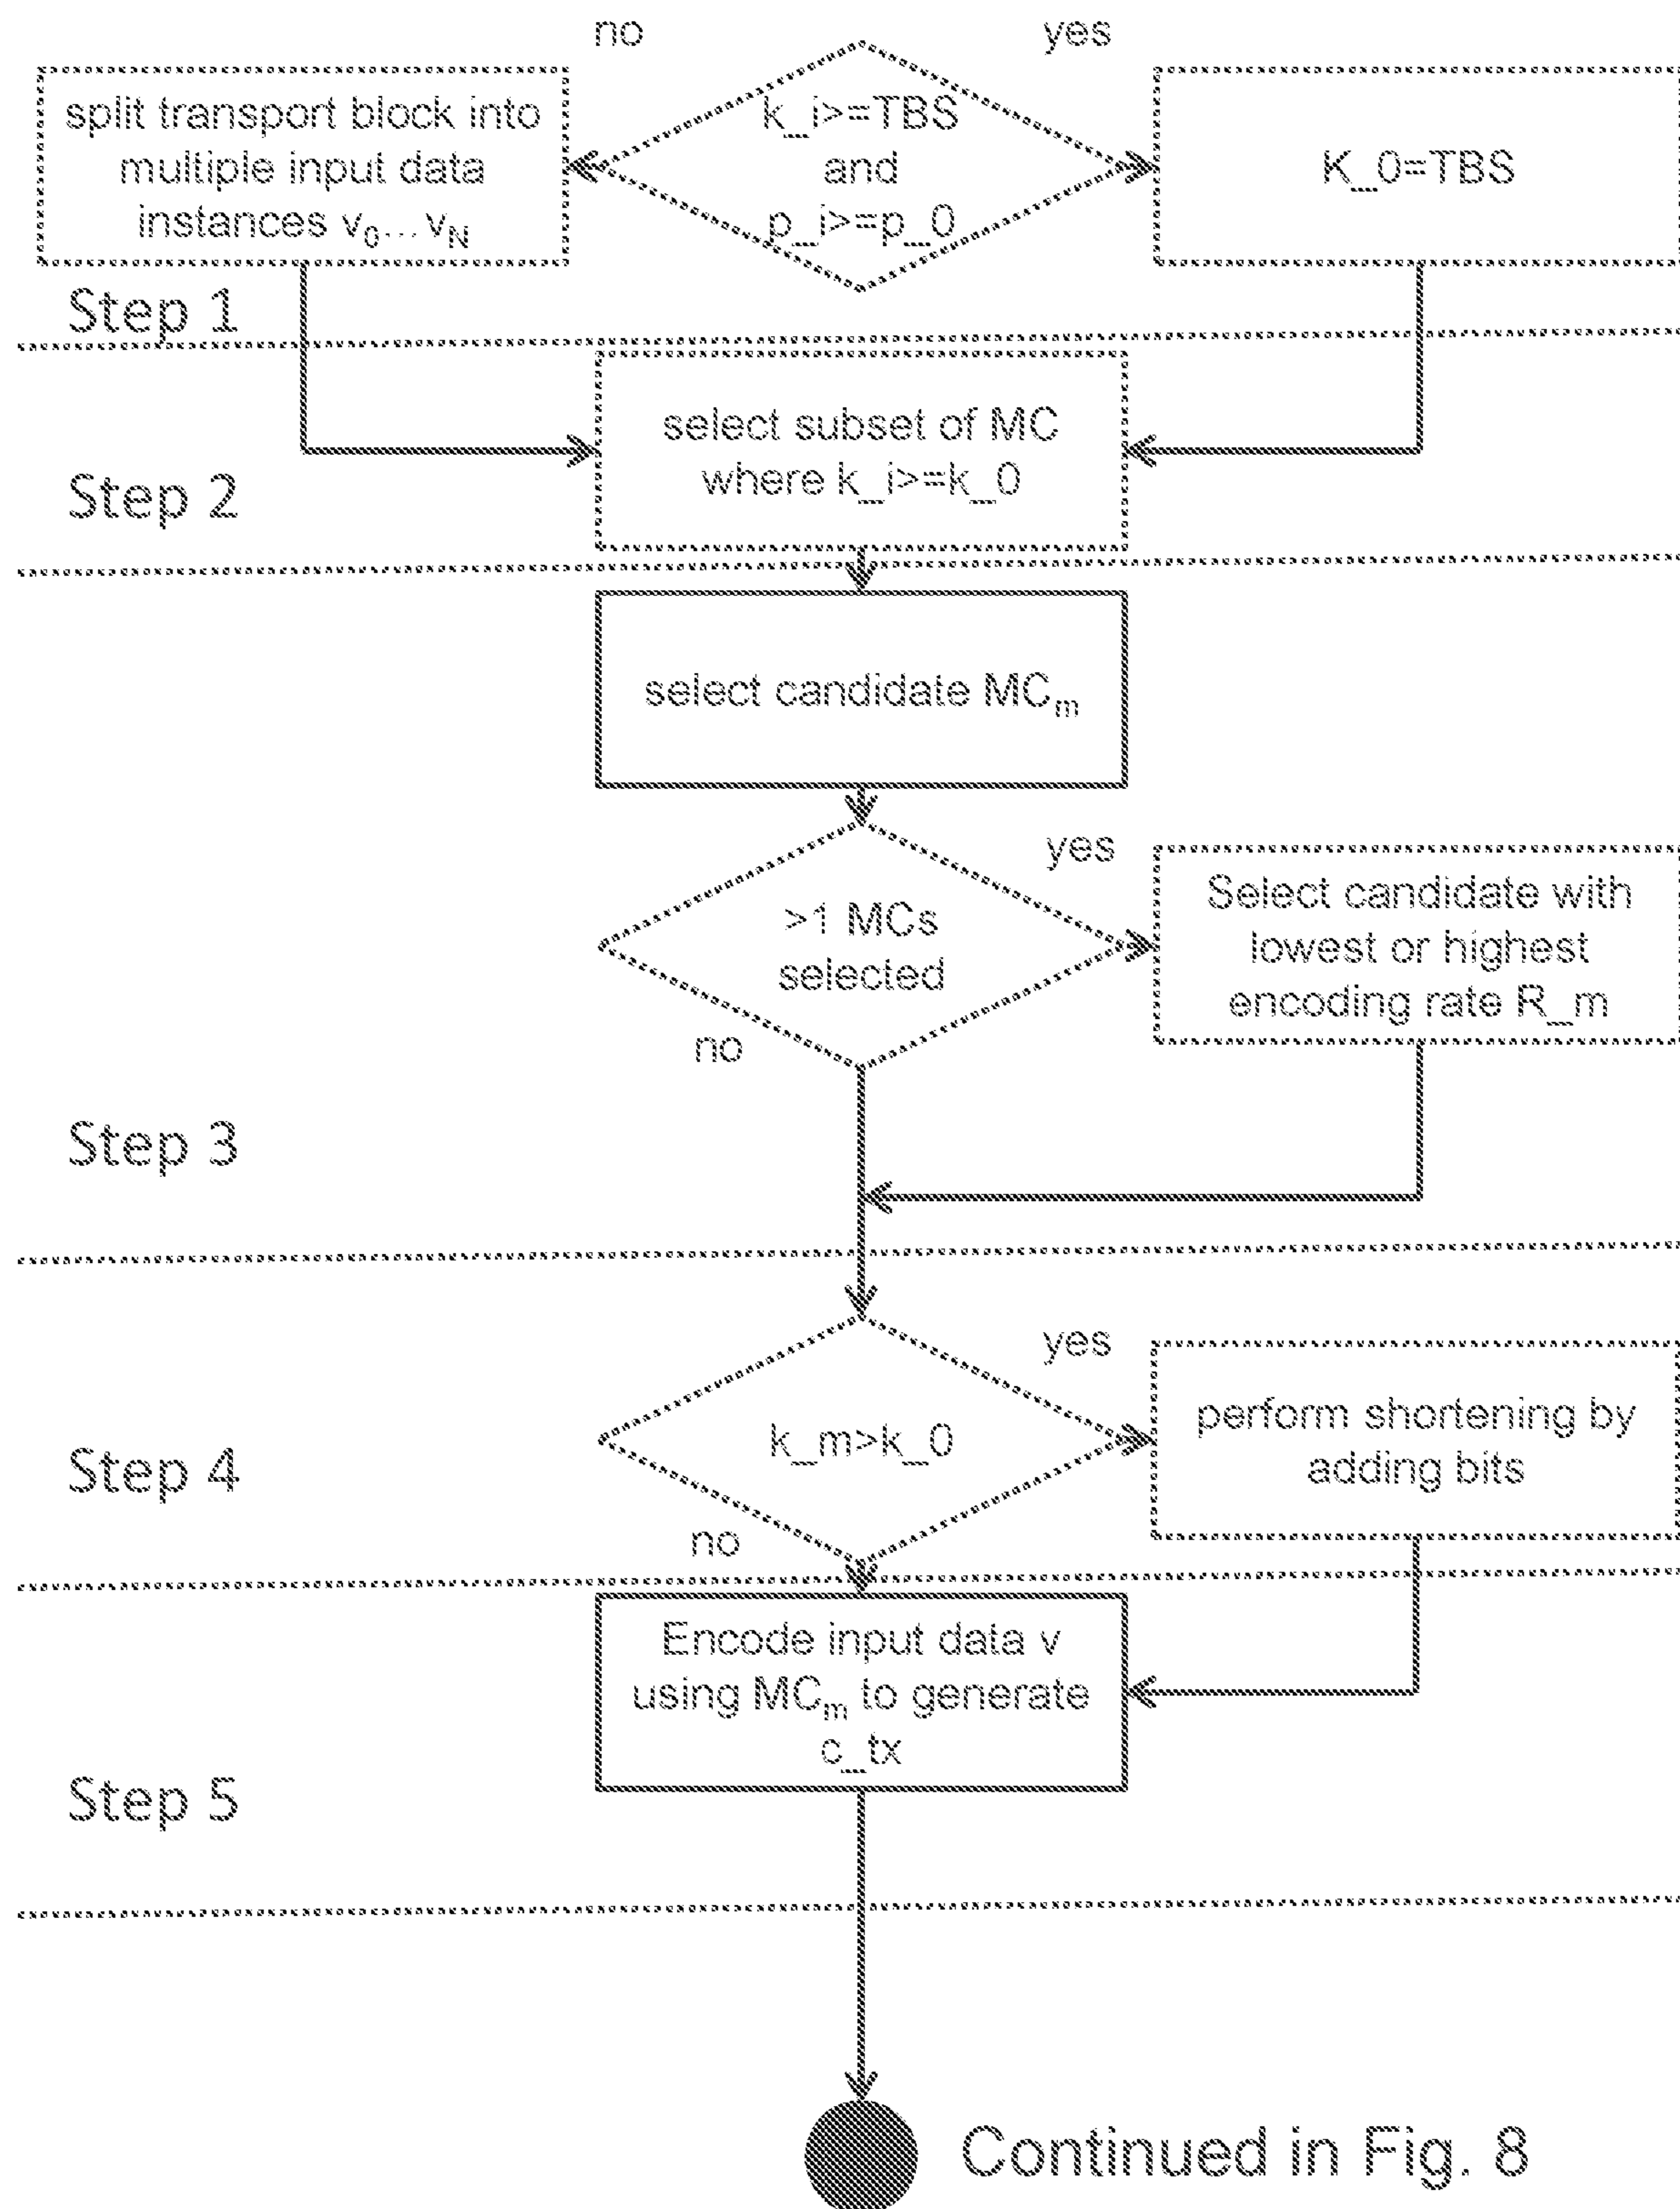 no
yes
split transport block into
multiple input data
instances v₀...v_N
k_i>=TBS
and
p_i>=p_0
K_0=TBS
Step 1
select subset of MC
where k_i>=k_0
Step 2
select candidate MCₘ
yes
>1 MCs
selected
Select candidate with
lowest or highest
encoding rate R_m
no
Step 3
yes
k_m>k_0
perform shortening by
adding bits
Step 4
no
Encode input data v
using MCₘ to generate
c_tx
Step 5
Continued in Fig. 8